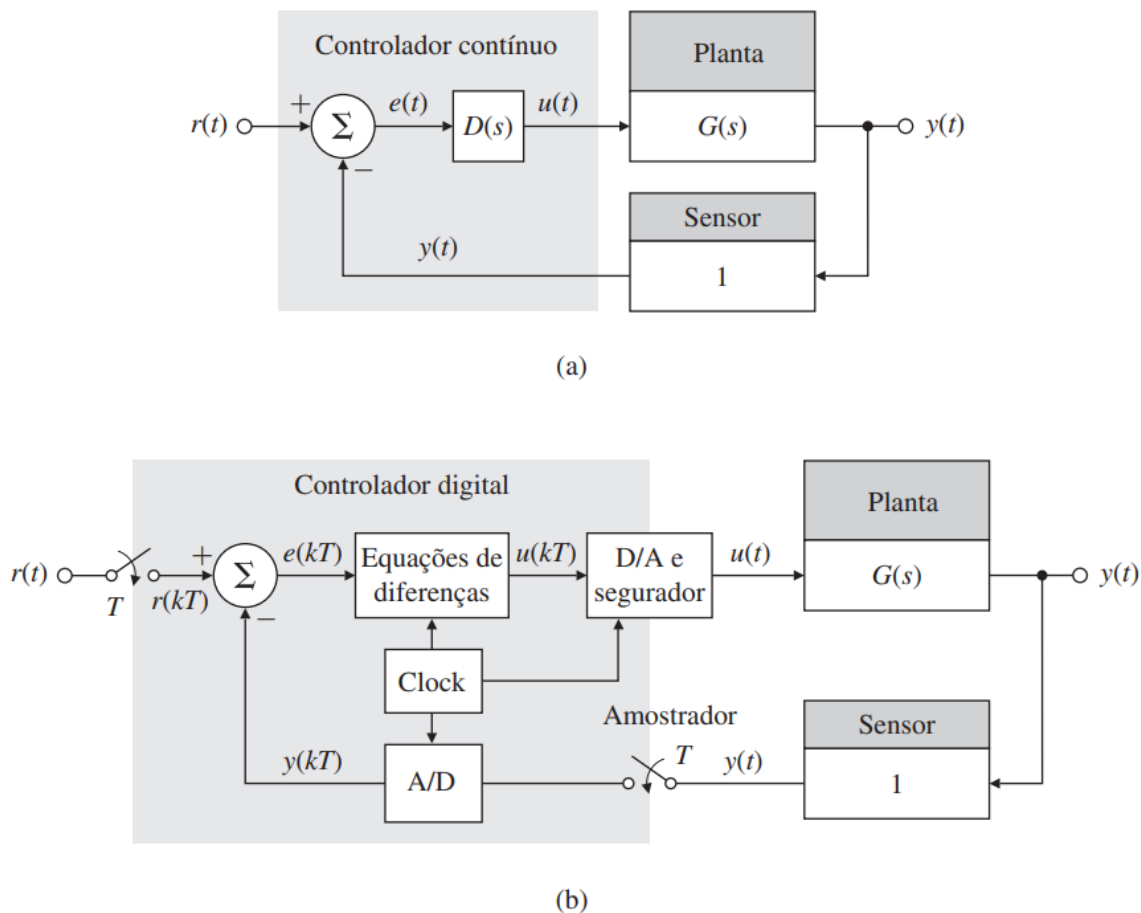 Controlador contínuo
Planta
r(t)
+
Σ
−
e(t)
D(s)
u(t)
G(s)
y(t)
Sensor
y(t)
1
(a)
Controlador digital
Planta
r(t)
T
r(kT)
+
Σ
−
e(kT)
Equações de
diferenças
u(kT)
D/A e
segurador
u(t)
G(s)
y(t)
Clock
Amostrador
Sensor
y(kT)
A/D
T
y(t)
1
(b)